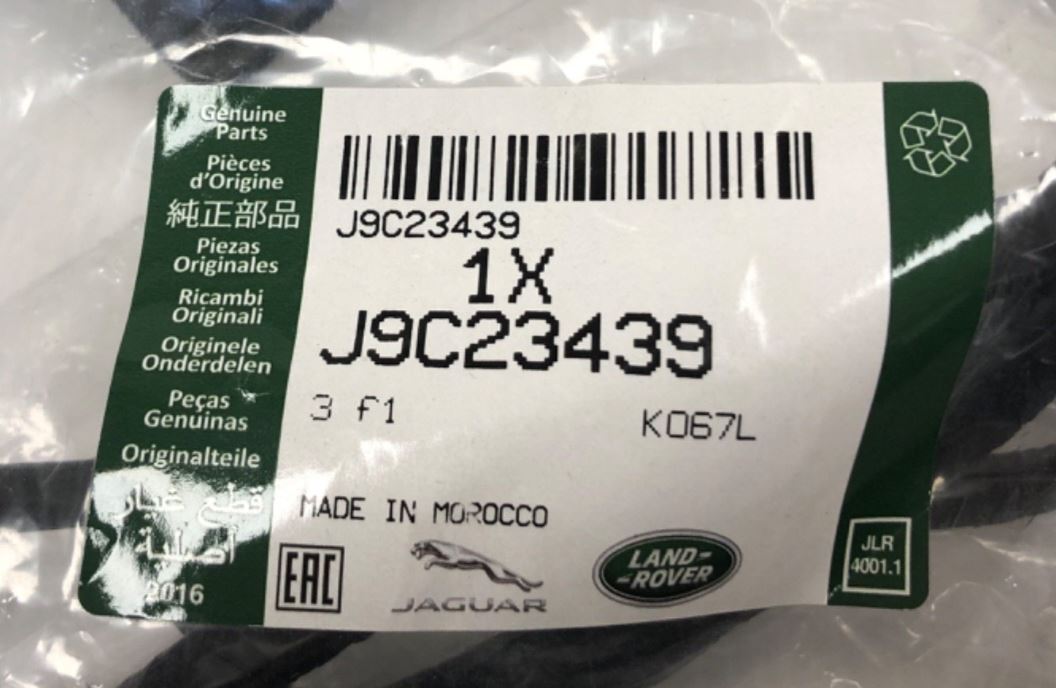 Genuine
Parts
Pièces
d'Origine
純正部品
Piezas
Originales
Ricambi
Originali
Originele
Onderdelen
Peças
Genuinas
Originalteile
قطع غيار
أصلية
2016
J9C23439
1X
J9C23439
3 f1
K067L
MADE IN MOROCCO
EAC
JAGUAR
LAND-
-ROVER
JLR
4001.1